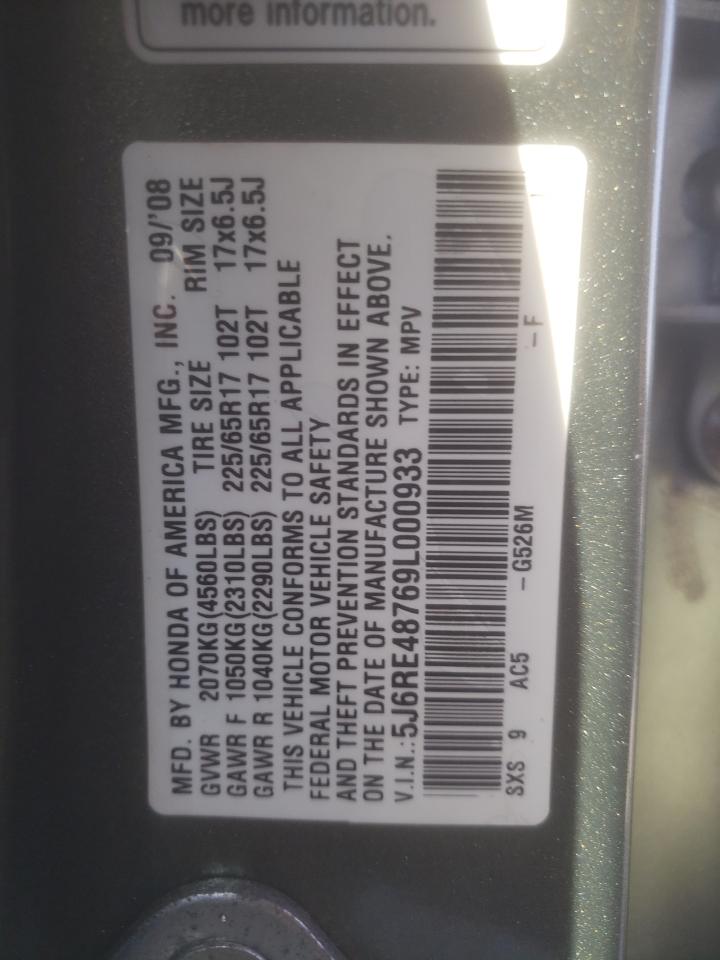 more information.
MFD. BY HONDA OF AMERICA MFG., INC. 09/'08
GVWR 2070KG(4560LBS) TIRE SIZE RIM SIZE
GAWR F 1050KG(2310LBS) 225/65R17 102T 17x6.5J
GAWR R 1040KG(2290LBS) 225/65R17 102T 17x6.5J
THIS VEHICLE CONFORMS TO ALL APPLICABLE
FEDERAL MOTOR VEHICLE SAFETY
AND THEFT PREVENTION STANDARDS IN EFFECT
ON THE DATE OF MANUFACTURE SHOWN ABOVE.
V.I.N.:5J6RE48769L000933 TYPE: MPV
SXS 9 AC5 -G526M -F